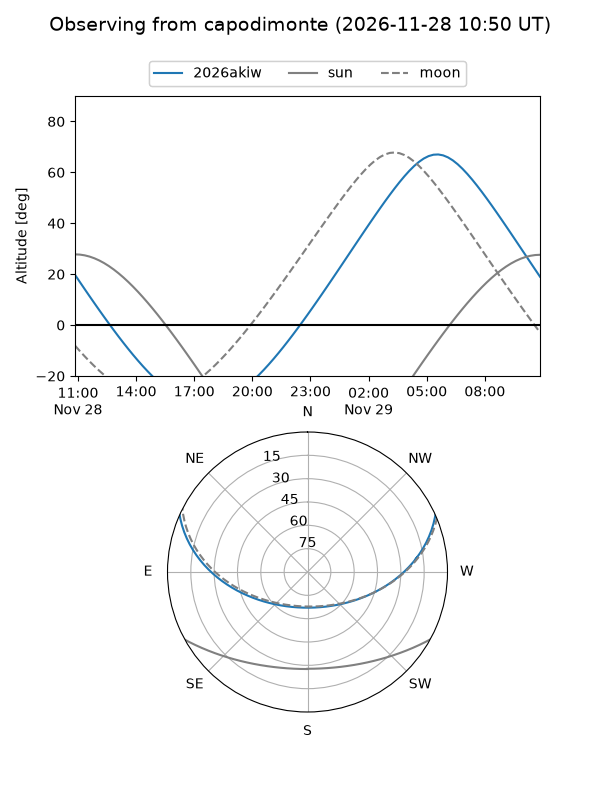 Observing from capodimonte (2026-11-28 10:50 UT)
2026akiw sun moon
Altitude [deg]
80
60
40
20
0
−20
11:00 14:00 17:00 20:00 23:00 02:00 05:00 08:00
Nov 28 Nov 29
N
NE NW
15
30
45
60
75
E W
SE SW
S